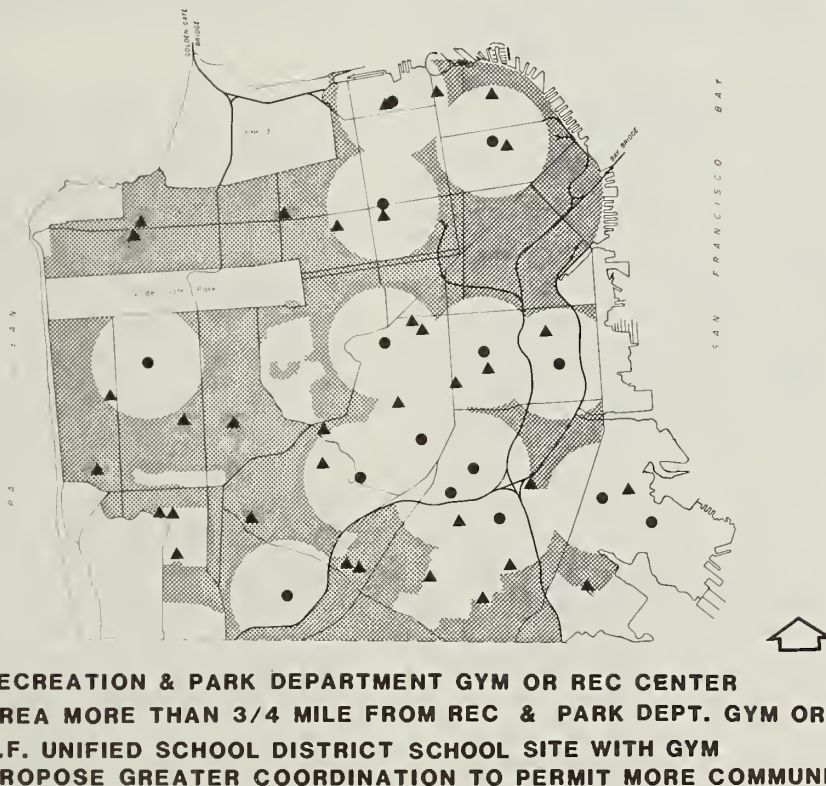 GOLDEN GATE
BRIDGE
SAN FRANCISCO BAY
BAY BRIDGE
Park
ECREATION & PARK DEPARTMENT GYM OR REC CENTER
REA MORE THAN 3/4 MILE FROM REC & PARK DEPT. GYM OR
.F. UNIFIED SCHOOL DISTRICT SCHOOL SITE WITH GYM
ROPOSE GREATER COORDINATION TO PERMIT MORE COMMUNI